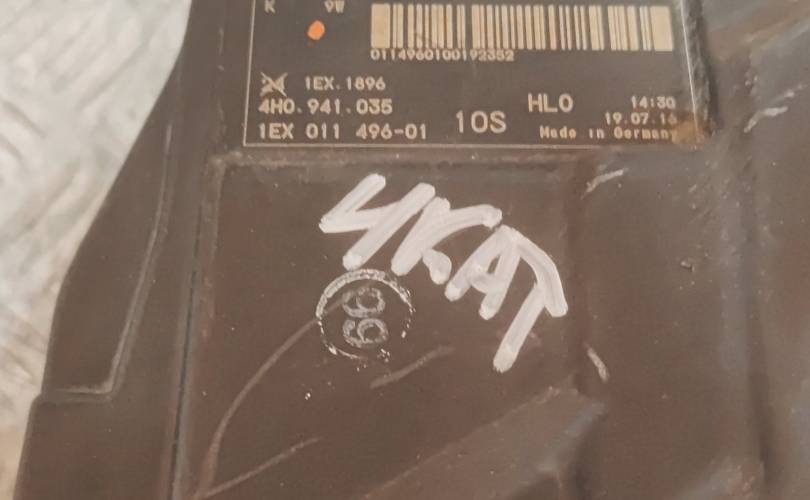 K 9W
0114960100192352
1EX.1896
4H0.941.035
1EX 011 496-01
10S
HL0
14:30
19.07.16
Made in Germany
4KAT
66